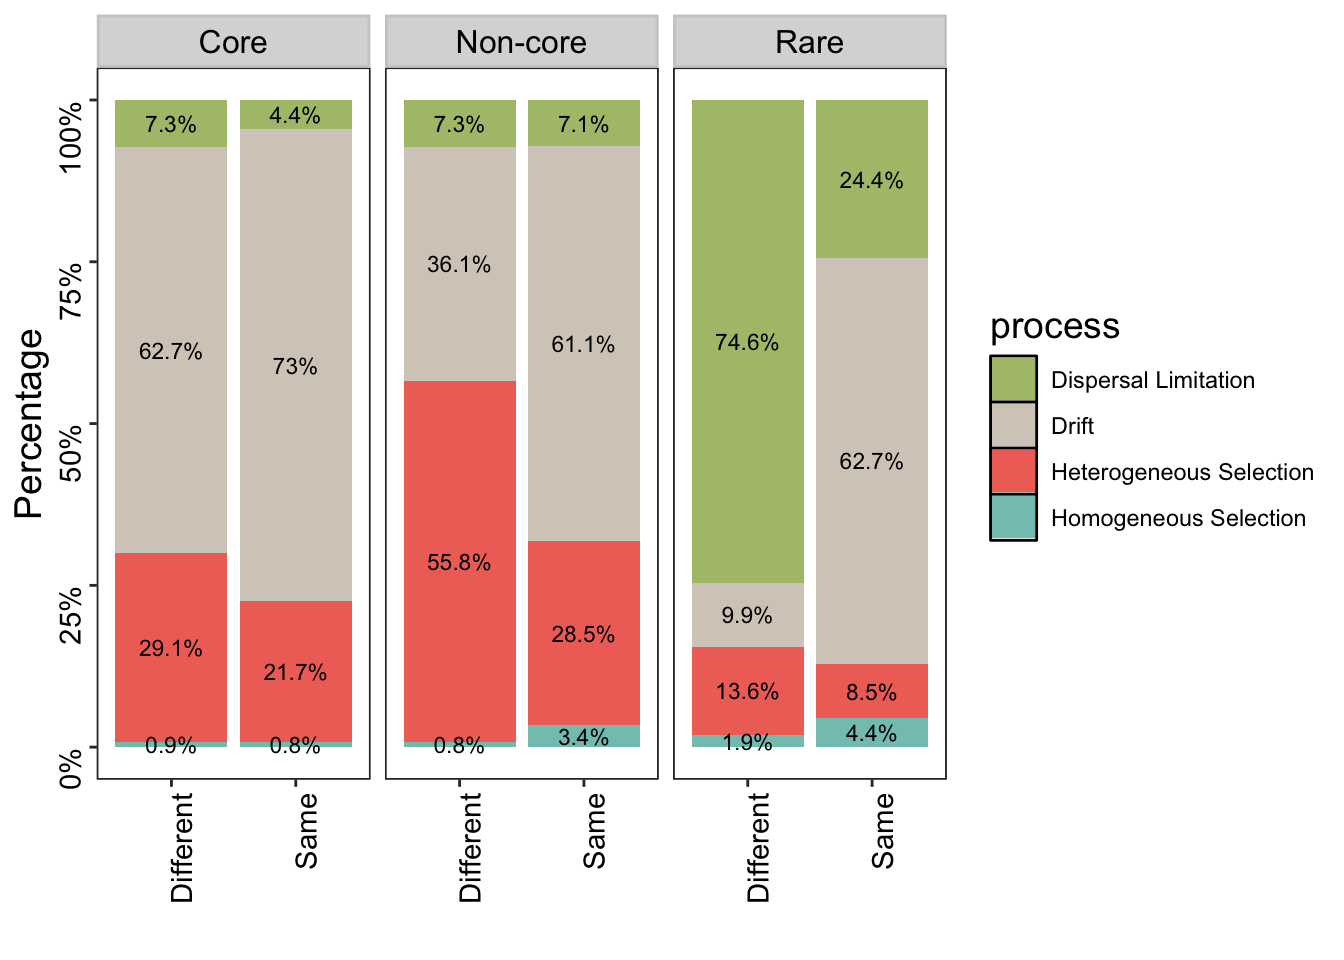 Core
Non-core
Rare
Percentage
100%
75%
50%
25%
0%
7.3%
62.7%
29.1%
0.9%
4.4%
73%
21.7%
0.8%
7.3%
36.1%
55.8%
0.8%
7.1%
61.1%
28.5%
3.4%
74.6%
9.9%
13.6%
1.9%
24.4%
62.7%
8.5%
4.4%
Different
Same
Different
Same
Different
Same
process
Dispersal Limitation
Drift
Heterogeneous Selection
Homogeneous Selection